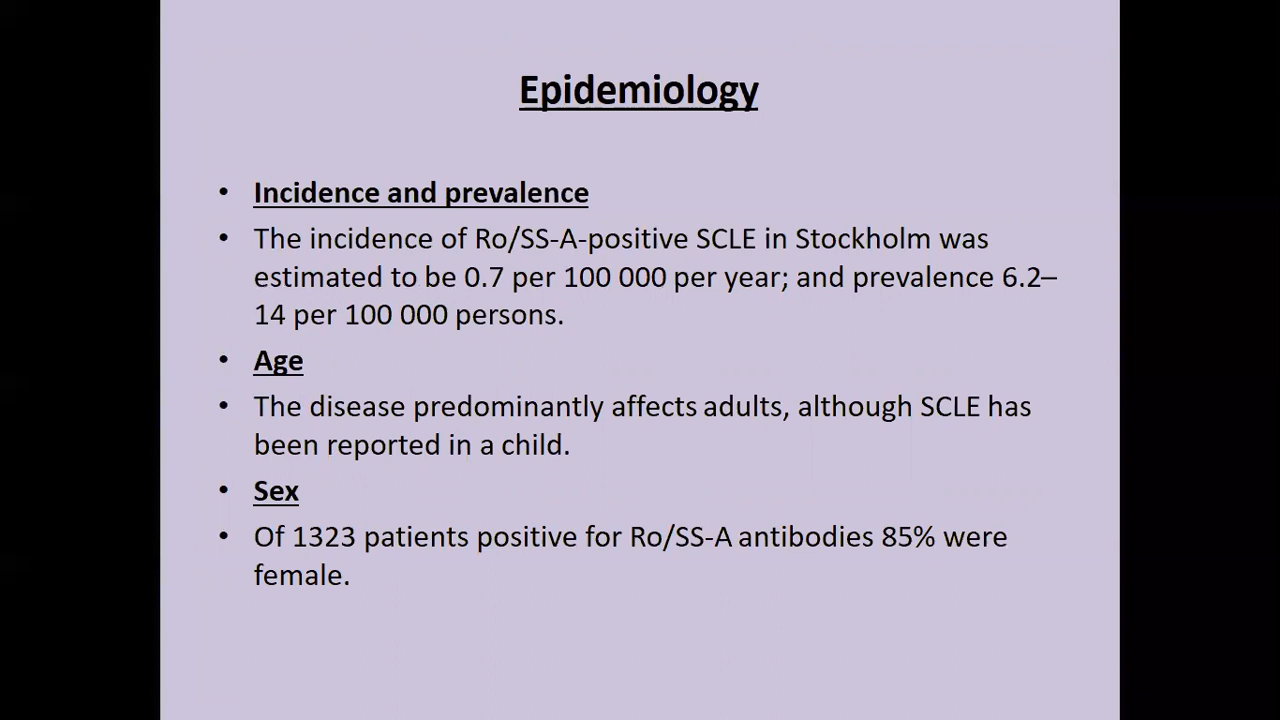 Epidemiology
• Incidence and prevalence
• The incidence of Ro/SS-A-positive SCLE in Stockholm was
estimated to be 0.7 per 100 000 per year; and prevalence 6.2–
14 per 100 000 persons.
• Age
• The disease predominantly affects adults, although SCLE has
been reported in a child.
• Sex
• Of 1323 patients positive for Ro/SS-A antibodies 85% were
female.